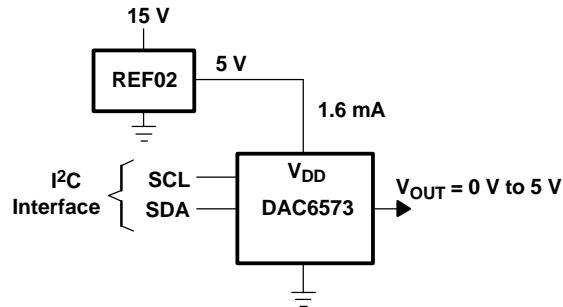 15 V
REF02
5 V
1.6 mA
I²C
Interface
SCL
SDA
VDD
DAC6573
VOUT = 0 V to 5 V